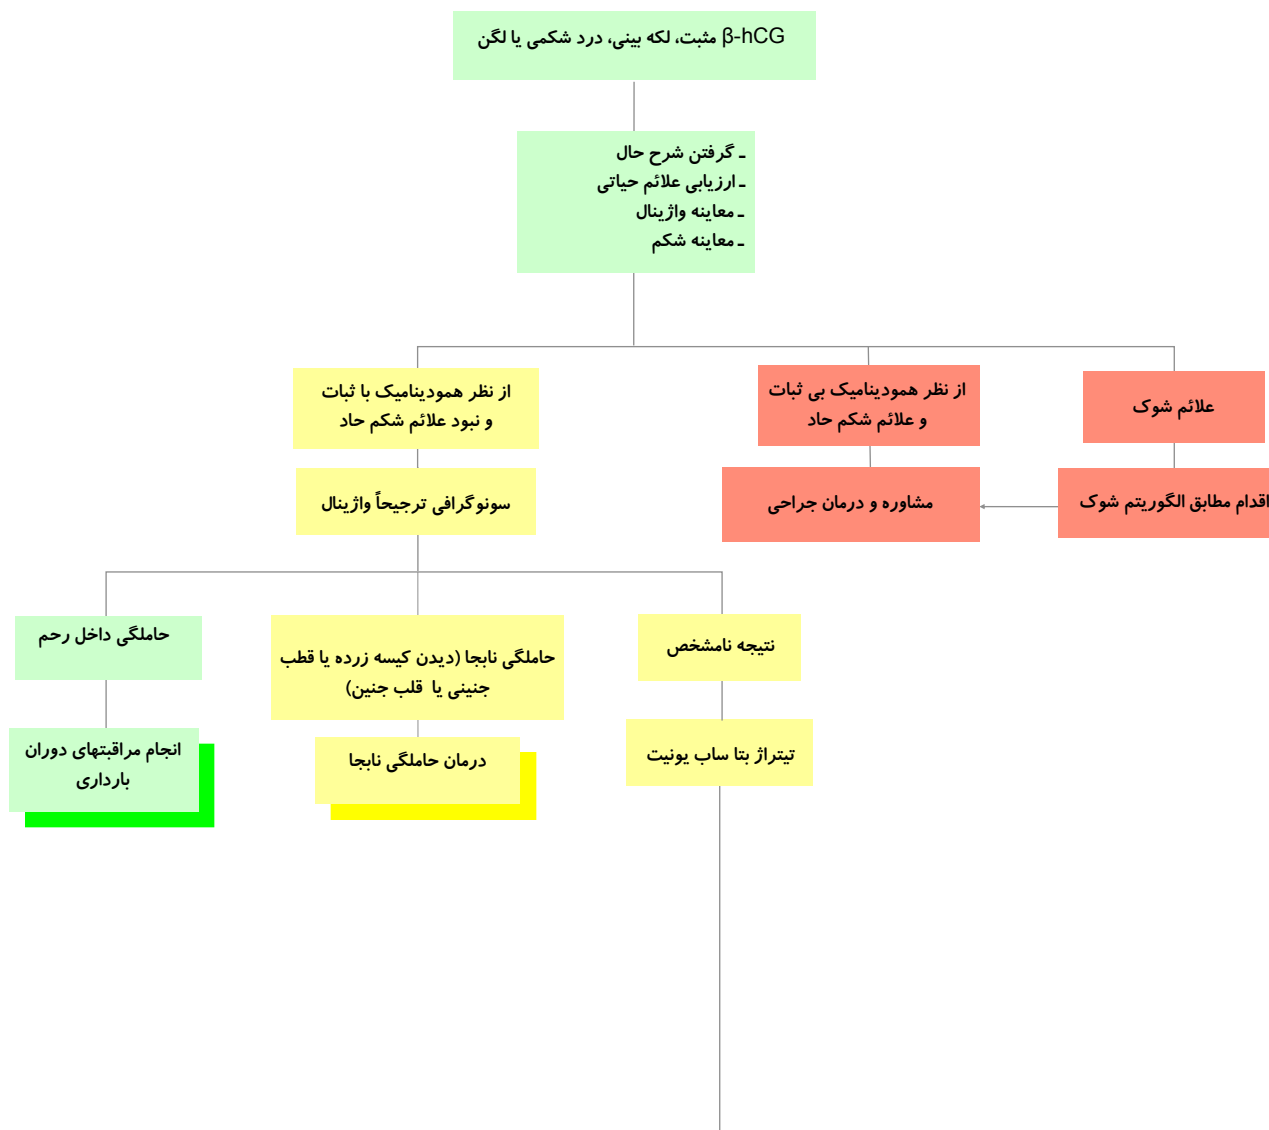 β-hCG مثبت، لکه بینی، درد شکمی یا لگن
ـ گرفتن شرح حال
ـ ارزیابی علائم حیاتی
ـ معاینه واژینال
ـ معاینه شکم
علائم شوک
از نظر همودینامیک بی ثبات
و علائم شکم حاد
از نظر همودینامیک با ثبات
و نبود علائم شکم حاد
اقدام مطابق الگوریتم شوک
مشاوره و درمان جراحی
سونوگرافی ترجیحاً واژینال
نتیجه نامشخص
حاملگی نابجا (دیدن کیسه زرده یا قطب
جنینی یا قلب جنین)
حاملگی داخل رحم
تیتراژ بتا ساب یونیت
درمان حاملگی نابجا
انجام مراقبتهای دوران
بارداری